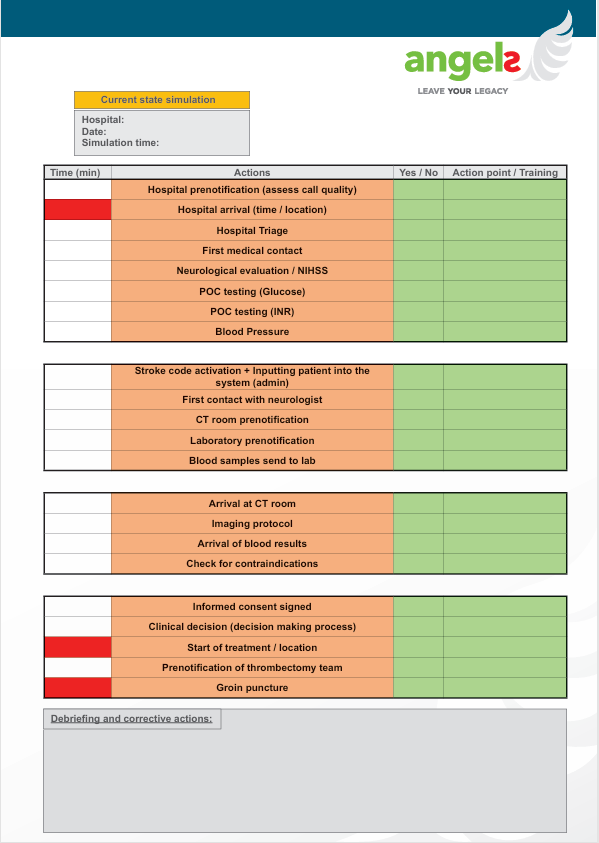 angels
LEAVE YOUR LEGACY
Current state simulation
Hospital:
Date:
Simulation time:
Time (min) Actions Yes / No Action point / Training
Hospital prenotification (assess call quality)
Hospital arrival (time / location)
Hospital Triage
First medical contact
Neurological evaluation / NIHSS
POC testing (Glucose)
POC testing (INR)
Blood Pressure
Stroke code activation + Inputting patient into the
system (admin)
First contact with neurologist
CT room prenotification
Laboratory prenotification
Blood samples send to lab
Arrival at CT room
Imaging protocol
Arrival of blood results
Check for contraindications
Informed consent signed
Clinical decision (decision making process)
Start of treatment / location
Prenotification of thrombectomy team
Groin puncture
Debriefing and corrective actions: